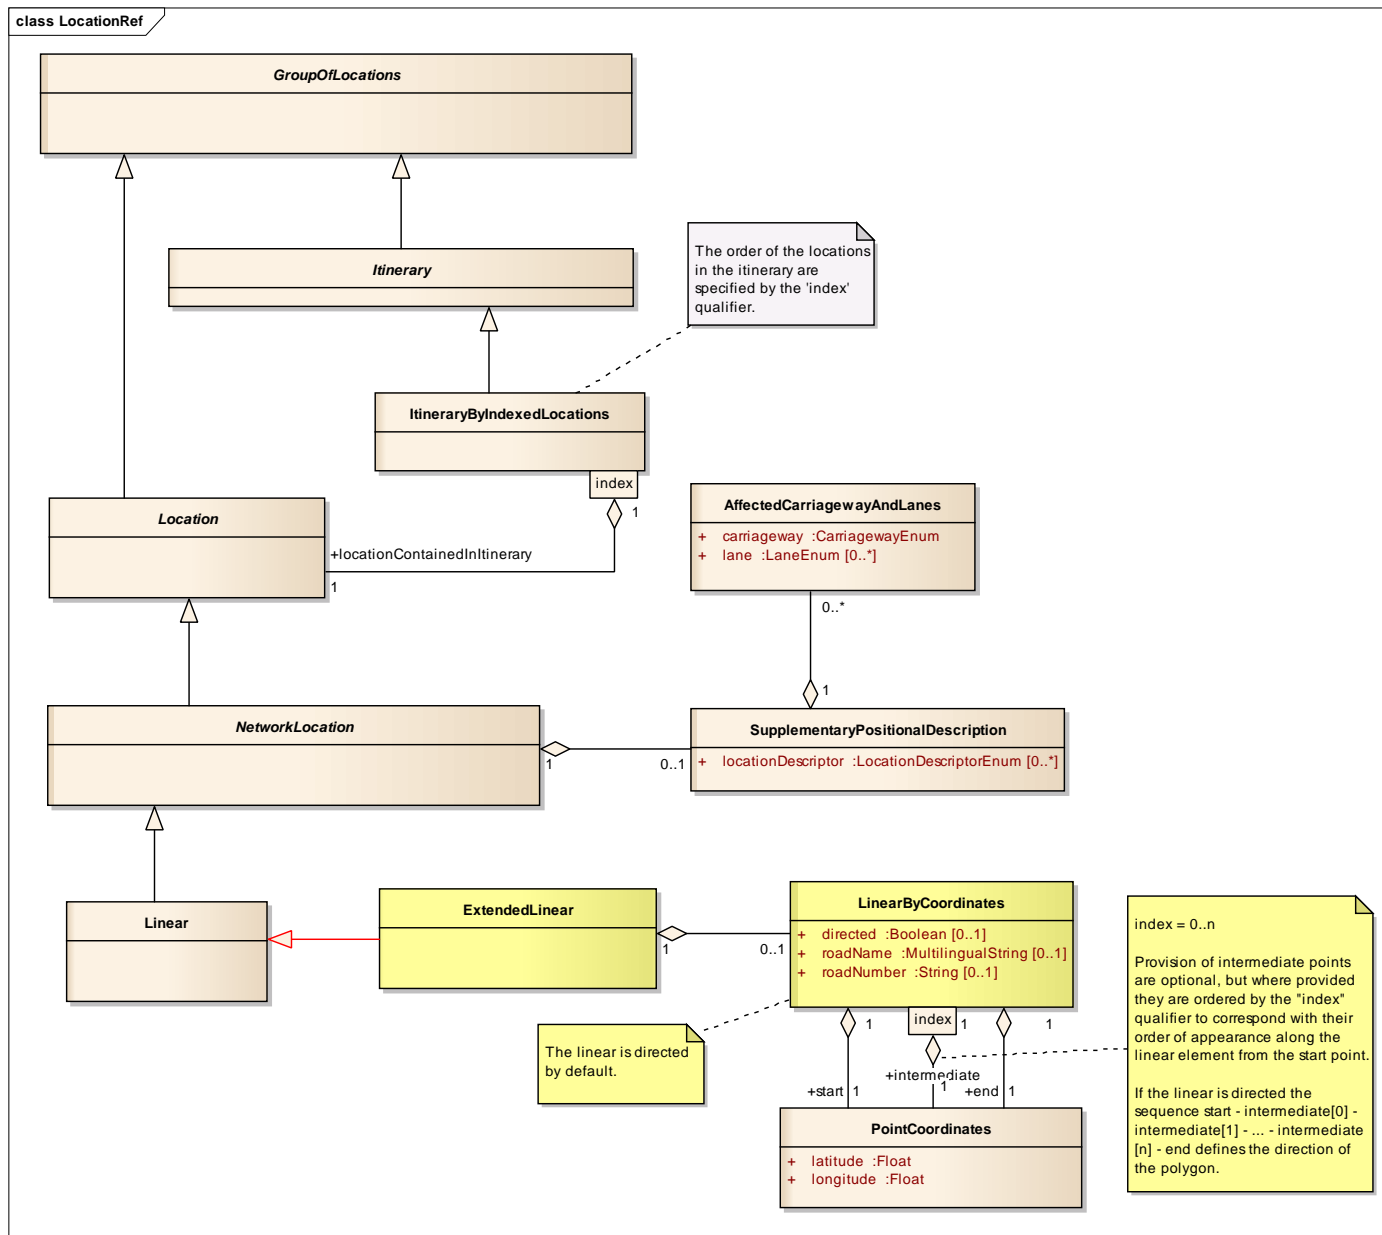 class LocationRef
GroupOfLocations
Itinerary
The order of the locations
in the itinerary are
specified by the 'index'
qualifier.
ItineraryByIndexedLocations
index
1
Location
+locationContainedInItinerary
1
AffectedCarriagewayAndLanes
+ carriageway :CarriagewayEnum
+ lane :LaneEnum [0..*]
0..*
1
NetworkLocation
1
0..1
SupplementaryPositionalDescription
+ locationDescriptor :LocationDescriptorEnum [0..*]
Linear
ExtendedLinear
1
0..1
LinearByCoordinates
+ directed :Boolean [0..1]
+ roadName :MultilingualString [0..1]
+ roadNumber :String [0..1]
index = 0..n
Provision of intermediate points
are optional, but where provided
they are ordered by the "index"
qualifier to correspond with their
order of appearance along the
linear element from the start point.
If the linear is directed the
sequence start - intermediate[0] -
intermediate[1] - ... - intermediate
[n] - end defines the direction of
the polygon.
The linear is directed
by default.
1
index
1
1
+intermediate
1
+start
1
+end
1
PointCoordinates
+ latitude :Float
+ longitude :Float